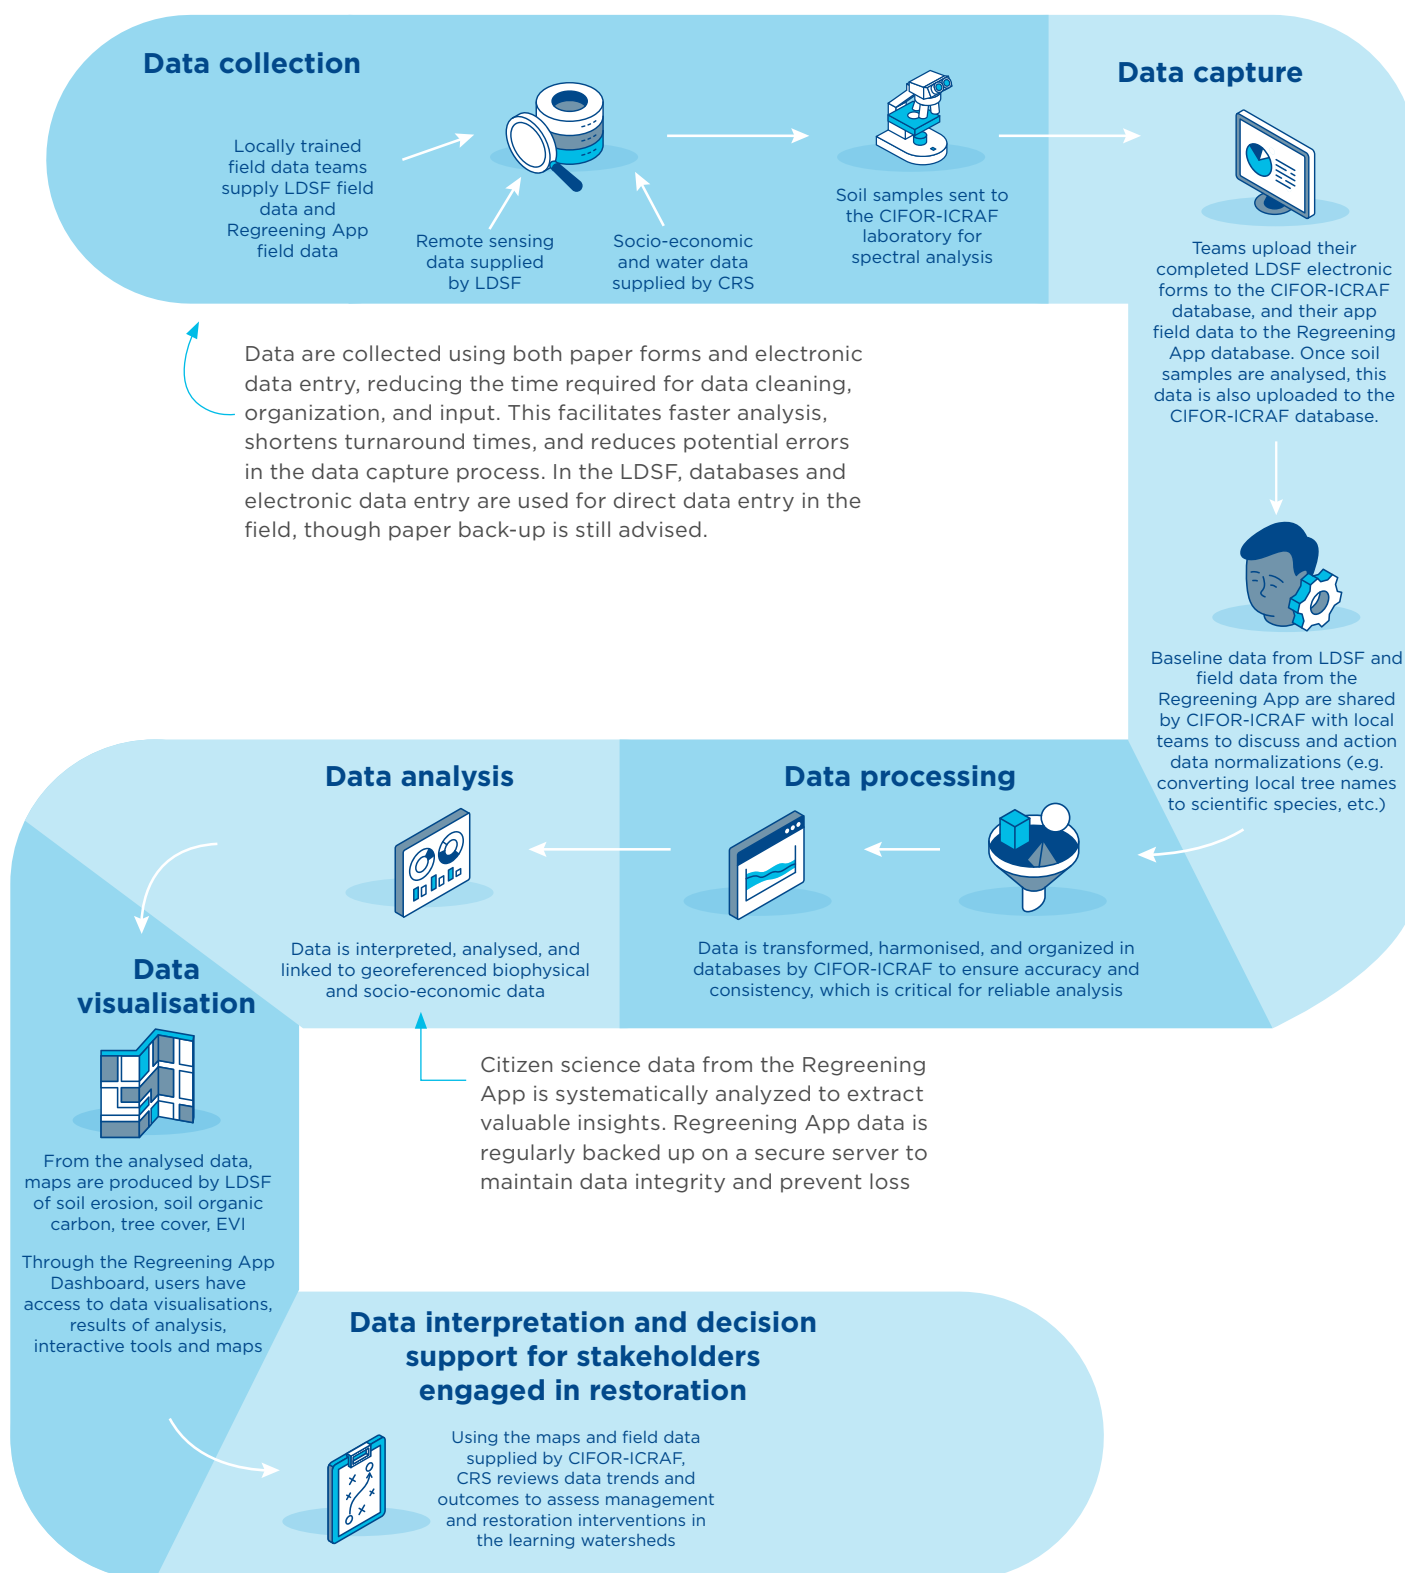 Data collection
Locally trained
field data teams
supply LDSF field
data and
Regreening App
field data
Remote sensing
data supplied
by LDSF
Socio-economic
and water data
supplied by CRS
Soil samples sent to
the CIFOR-ICRAF
laboratory for
spectral analysis
Data capture
Teams upload their
completed LDSF electronic
forms to the CIFOR-ICRAF
database, and their app
field data to the Regreening
App database. Once soil
samples are analysed, this
data is also uploaded to the
CIFOR-ICRAF database.
Data are collected using both paper forms and electronic
data entry, reducing the time required for data cleaning,
organization, and input. This facilitates faster analysis,
shortens turnaround times, and reduces potential errors
in the data capture process. In the LDSF, databases and
electronic data entry are used for direct data entry in the
field, though paper back-up is still advised.
Baseline data from LDSF and
field data from the
Regreening App are shared
by CIFOR-ICRAF with local
teams to discuss and action
data normalizations (e.g.
converting local tree names
to scientific species, etc.)
Data processing
Data is transformed, harmonised, and organized in
databases by CIFOR-ICRAF to ensure accuracy and
consistency, which is critical for reliable analysis
Data analysis
Data is interpreted, analysed, and
linked to georeferenced biophysical
and socio-economic data
Citizen science data from the Regreening
App is systematically analyzed to extract
valuable insights. Regreening App data is
regularly backed up on a secure server to
maintain data integrity and prevent loss
Data
visualisation
From the analysed data,
maps are produced by LDSF
of soil erosion, soil organic
carbon, tree cover, EVI
Through the Regreening App
Dashboard, users have
access to data visualisations,
results of analysis,
interactive tools and maps
Data interpretation and decision
support for stakeholders
engaged in restoration
Using the maps and field data
supplied by CIFOR-ICRAF,
CRS reviews data trends and
outcomes to assess management
and restoration interventions in
the learning watersheds